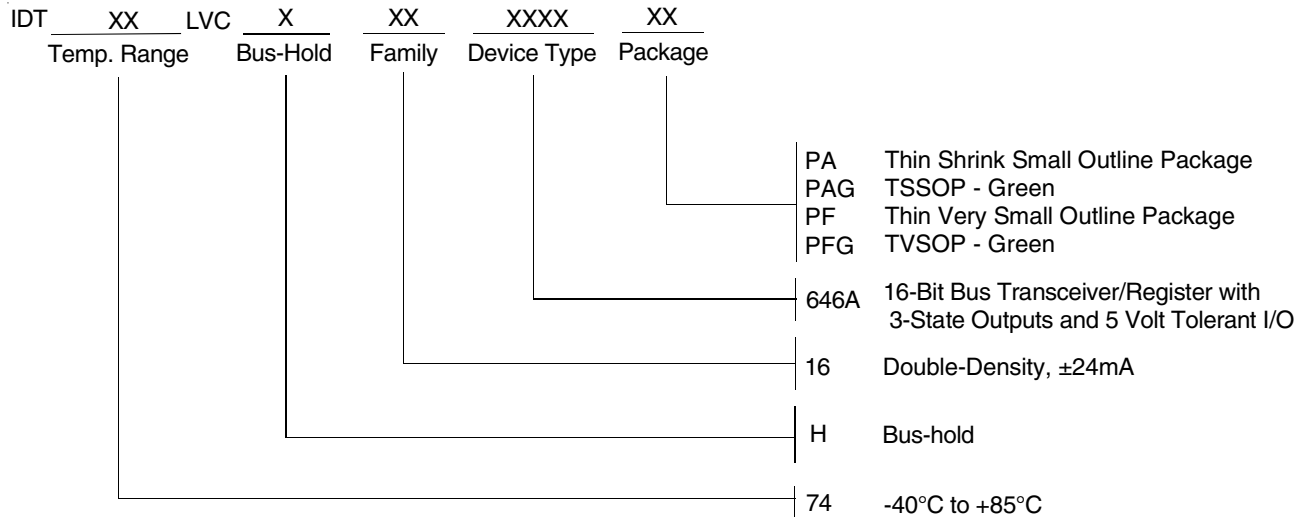 IDT XX LVC X XX XXXX XX
Temp. Range Bus-Hold Family Device Type Package
PA Thin Shrink Small Outline Package
PAG TSSOP - Green
PF Thin Very Small Outline Package
PFG TVSOP - Green
646A 16-Bit Bus Transceiver/Register with
3-State Outputs and 5 Volt Tolerant I/O
16 Double-Density, ±24mA
H Bus-hold
74 -40°C to +85°C